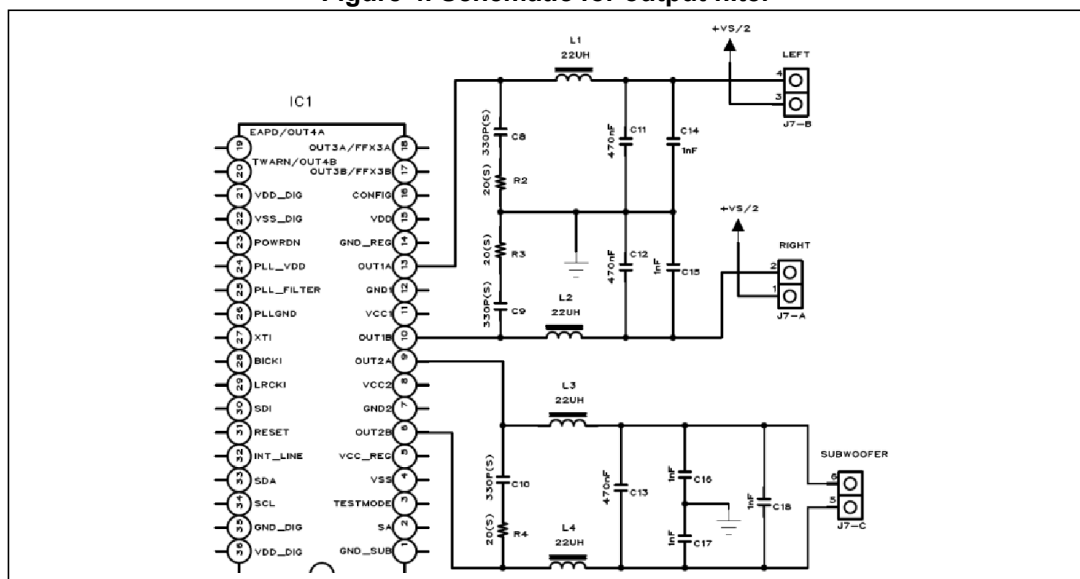 Figure 4. Schematic for output filter
+VS/2
L1
22UH
LEFT
4
3
J7-B
IC1
330P(S)
C8
470nF
C11
C14
1nF
20(S)
R2
EAPD/OUT4A
19
OUT3A/FFX3A
18
TWARN/OUT4B
20
OUT3B/FFX3B
17
21
VDD_DIG
CONFIG
16
22
VSS_DIG
VDD
15
23
POWRDN
GND_REG
14
24
PLL_VDD
OUT1A
13
25
PLL_FILTER
GND1
12
26
PLLGND
VCC1
11
27
XTI
OUT1B
10
28
BICKI
OUT2A
9
29
LRCKI
VCC2
8
30
SDI
GND2
7
31
RESET
OUT2B
6
32
INT_LINE
VCC_REG
5
33
SDA
VSS
4
34
SCL
TESTMODE
3
35
GND_DIG
SA
2
36
VDD_DIG
GND_SUB
1
+VS/2
20(S)
R3
470nF
C12
1nF
C15
RIGHT
2
1
J7-A
330P(S)
C9
L2
22UH
L3
22UH
SUBWOOFER
6
5
J7-C
330P(S)
C10
470nF
C13
1nF
C16
1nF
C18
20(S)
R4
1nF
C17
L4
22UH